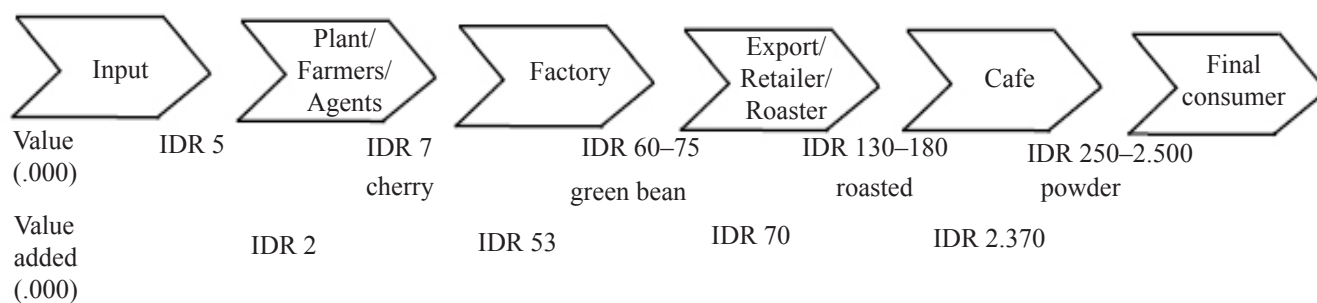 Input
Plant/
Farmers/
Agents
Factory
Export/
Retailer/
Roaster
Cafe
Final
consumer
Value
(.000)
IDR 5
IDR 7
cherry
IDR 60–75
green bean
IDR 130–180
roasted
IDR 250–2.500
powder
Value
added
(.000)
IDR 2
IDR 53
IDR 70
IDR 2.370